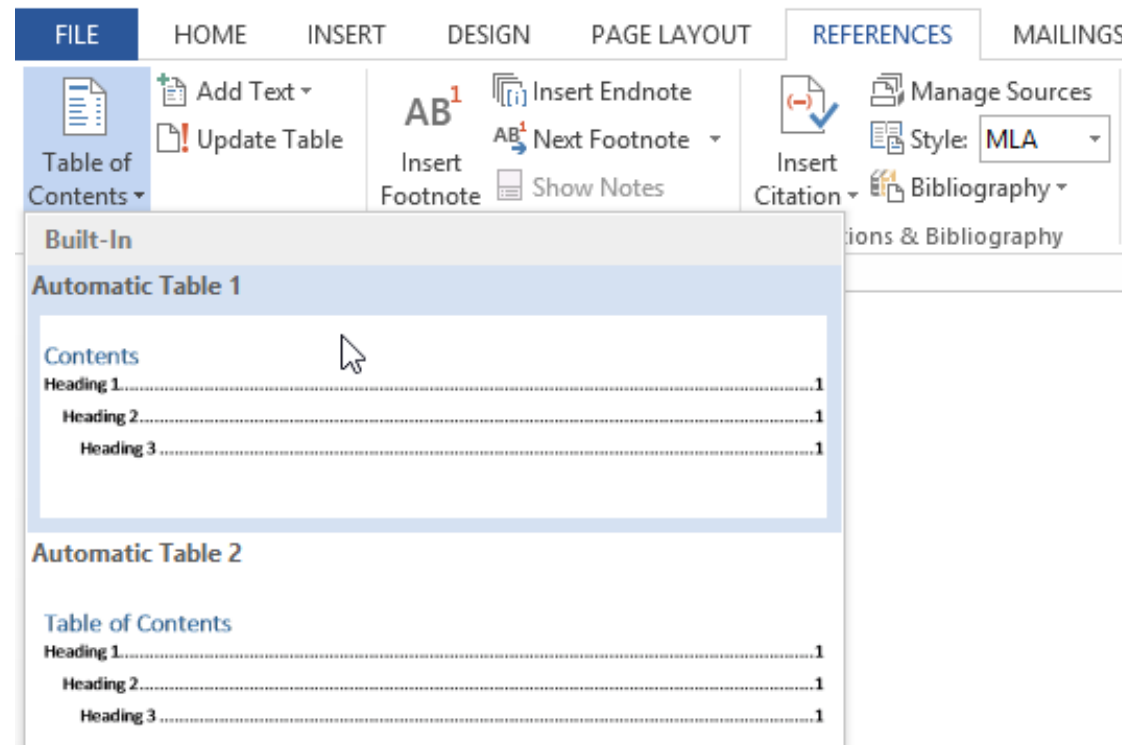 FILE HOME INSERT DESIGN PAGE LAYOUT REFERENCES MAILINGS
Table of
Contents
Add Text
Update Table
AB1
Insert
Footnote
[i] Insert Endnote
AB1 Next Footnote
Show Notes
(-)
Insert
Citation
Manage Sources
Style: MLA
Bibliography
tions & Bibliography
Built-In
Automatic Table 1
Contents
Heading 1........................................1
Heading 2........................................1
Heading 3........................................1
Automatic Table 2
Table of Contents
Heading 1........................................1
Heading 2........................................1
Heading 3........................................1